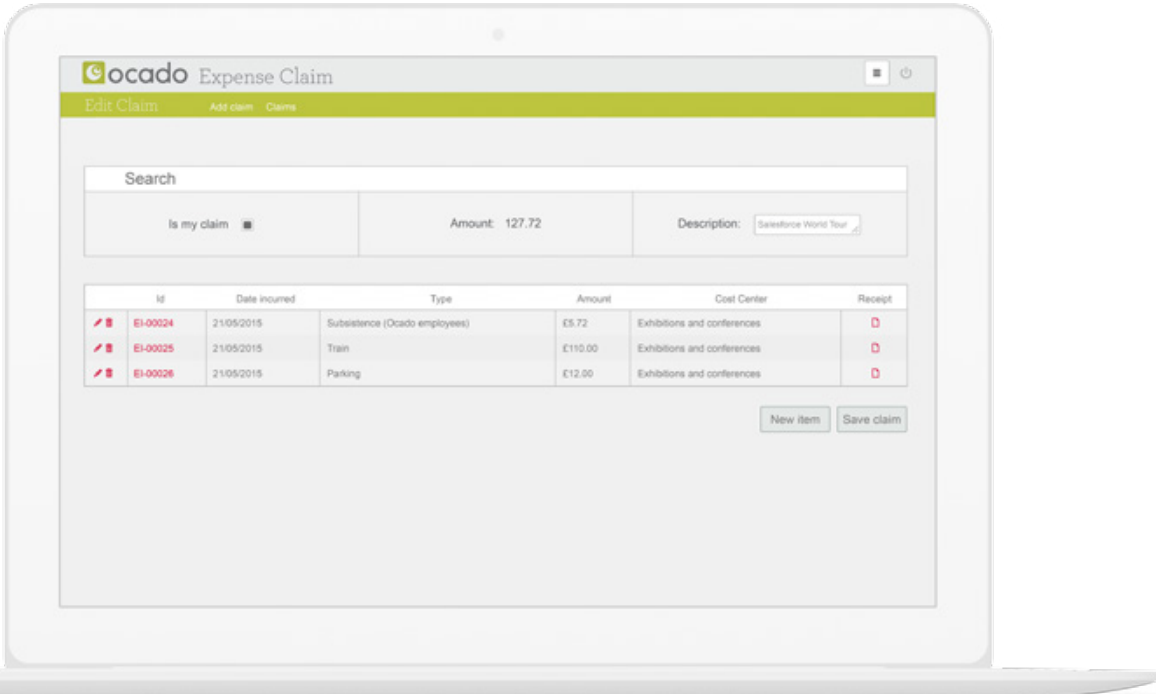 ocado Expense Claim
Edit Claim Add claim Claims
Search
Is my claim Amount: 127.72 Description: Salesforce World Tour
Id Date incurred Type Amount Cost Center Receipt
EI-00024 21/05/2015 Subsistence (Ocado employees) £5.72 Exhibitions and conferences
EI-00025 21/05/2015 Train £110.00 Exhibitions and conferences
EI-00026 21/05/2015 Parking £12.00 Exhibitions and conferences
New item Save claim